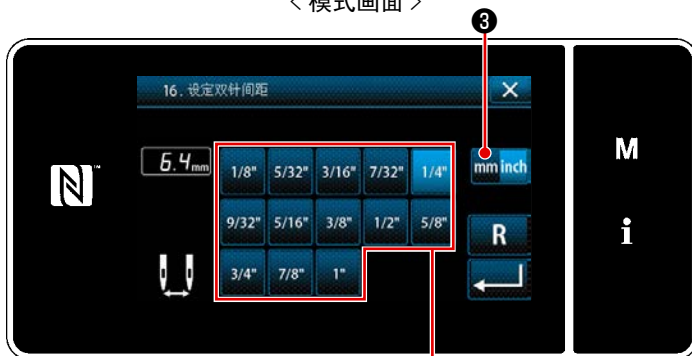 < 模式画面 >
❸
16. 设定双针间距
×
6.4mm
1/8" 5/32" 3/16" 7/32" 1/4"
mm inch
9/32" 5/16" 3/8" 1/2" 5/8"
R
3/4" 7/8" 1"
N
M
i